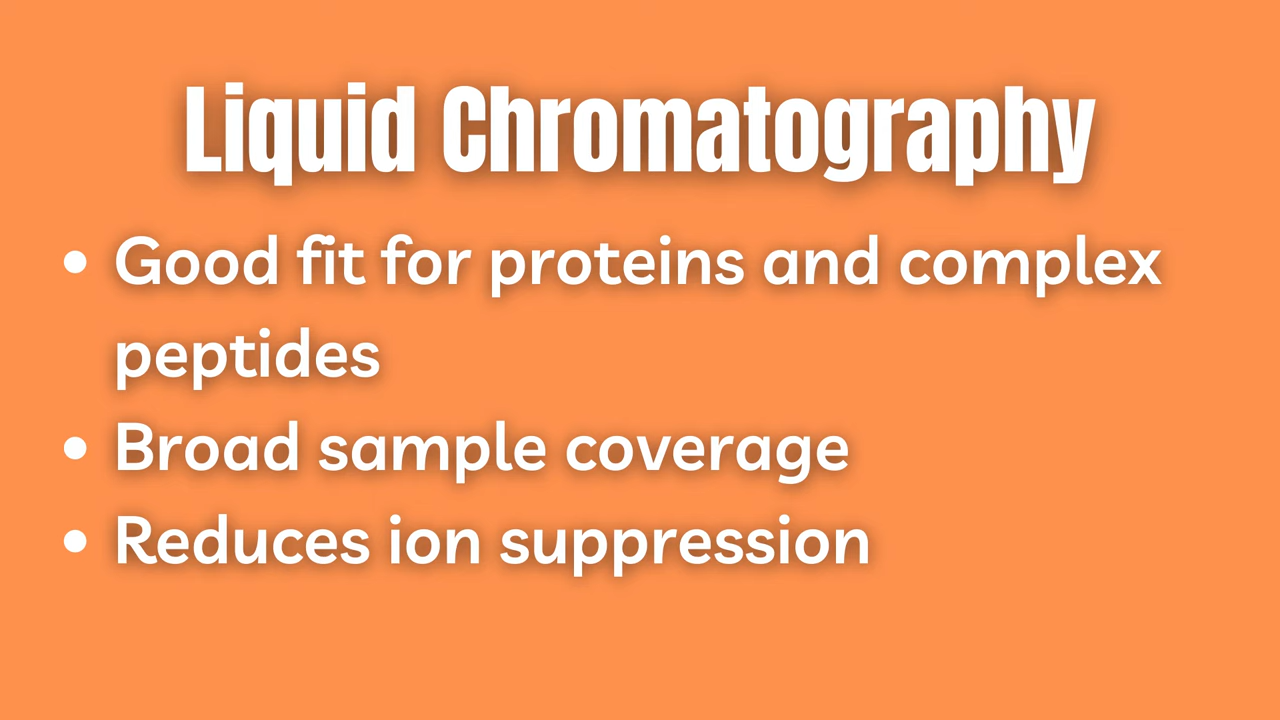 Liquid Chromatography
• Good fit for proteins and complex
peptides
• Broad sample coverage
• Reduces ion suppression